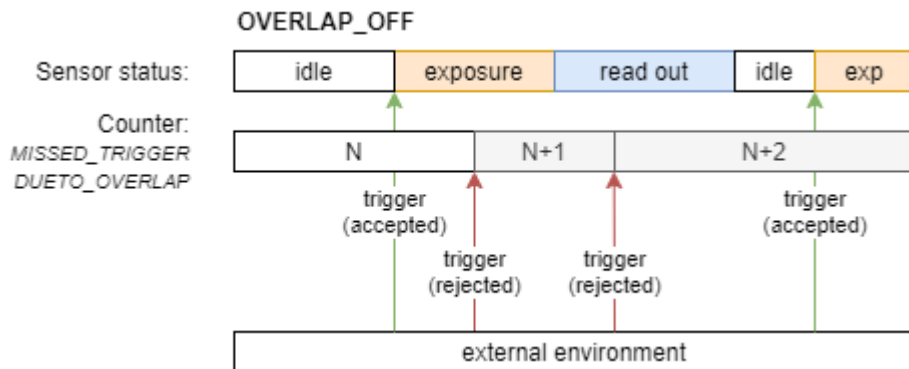 OVERLAP_OFF
Sensor status:
idle
exposure
read out
idle
exp
Counter:
MISSED_TRIGGER
DUETO_OVERLAP
N
N+1
N+2
trigger
(accepted)
trigger
(rejected)
trigger
(rejected)
trigger
(accepted)
external environment